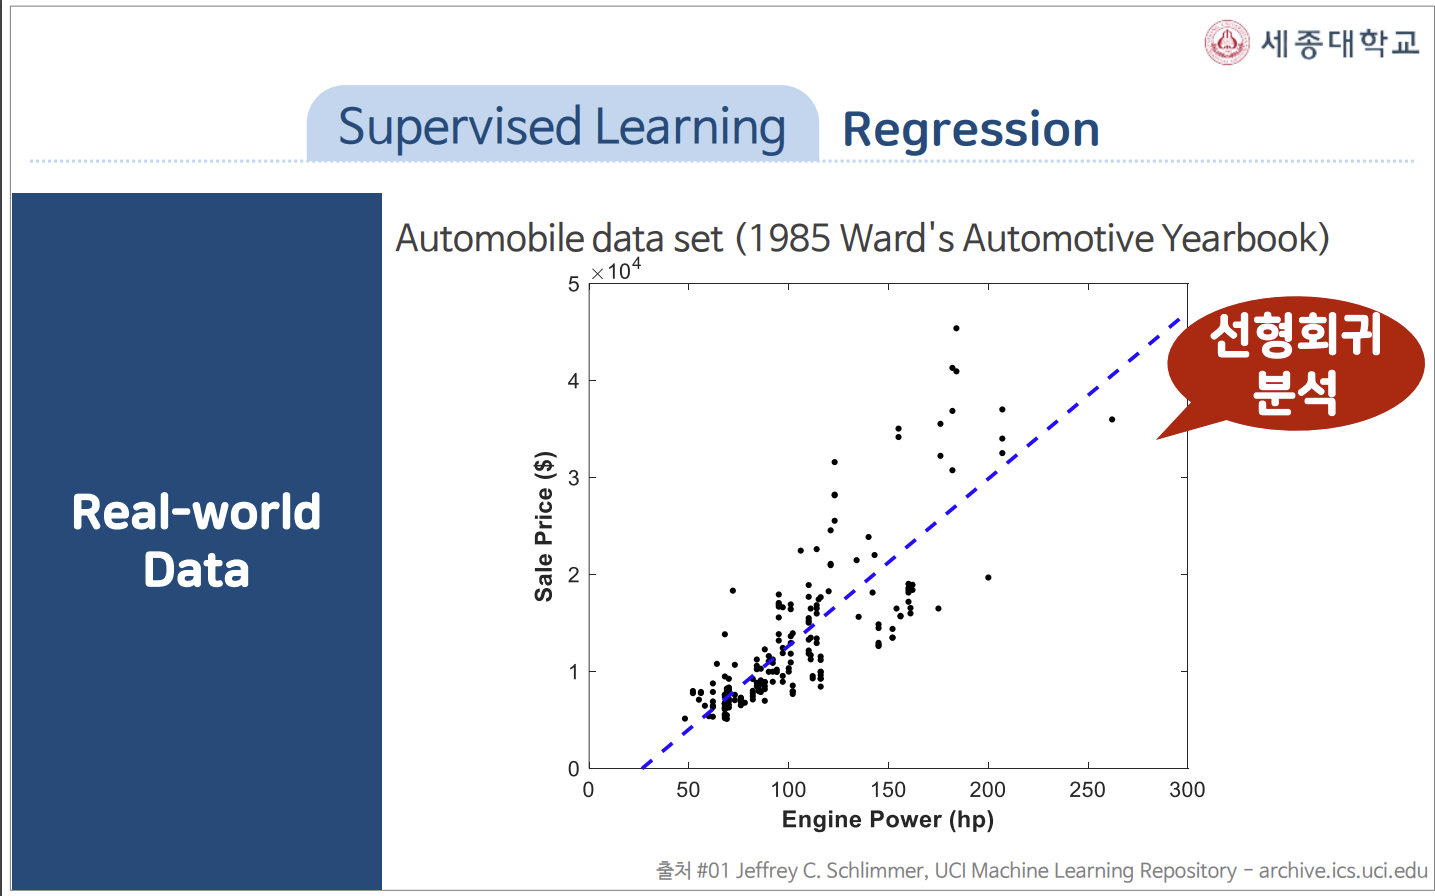 세종대학교
Supervised Learning Regression
Automobile data set (1985 Ward's Automotive Yearbook)
×10⁴
5
4
3
2
1
0
Sale Price ($)
0 50 100 150 200 250 300
Engine Power (hp)
선형회귀
분석
Real-world
Data
출처 #01 Jeffrey C. Schlimmer, UCI Machine Learning Repository - archive.ics.uci.edu